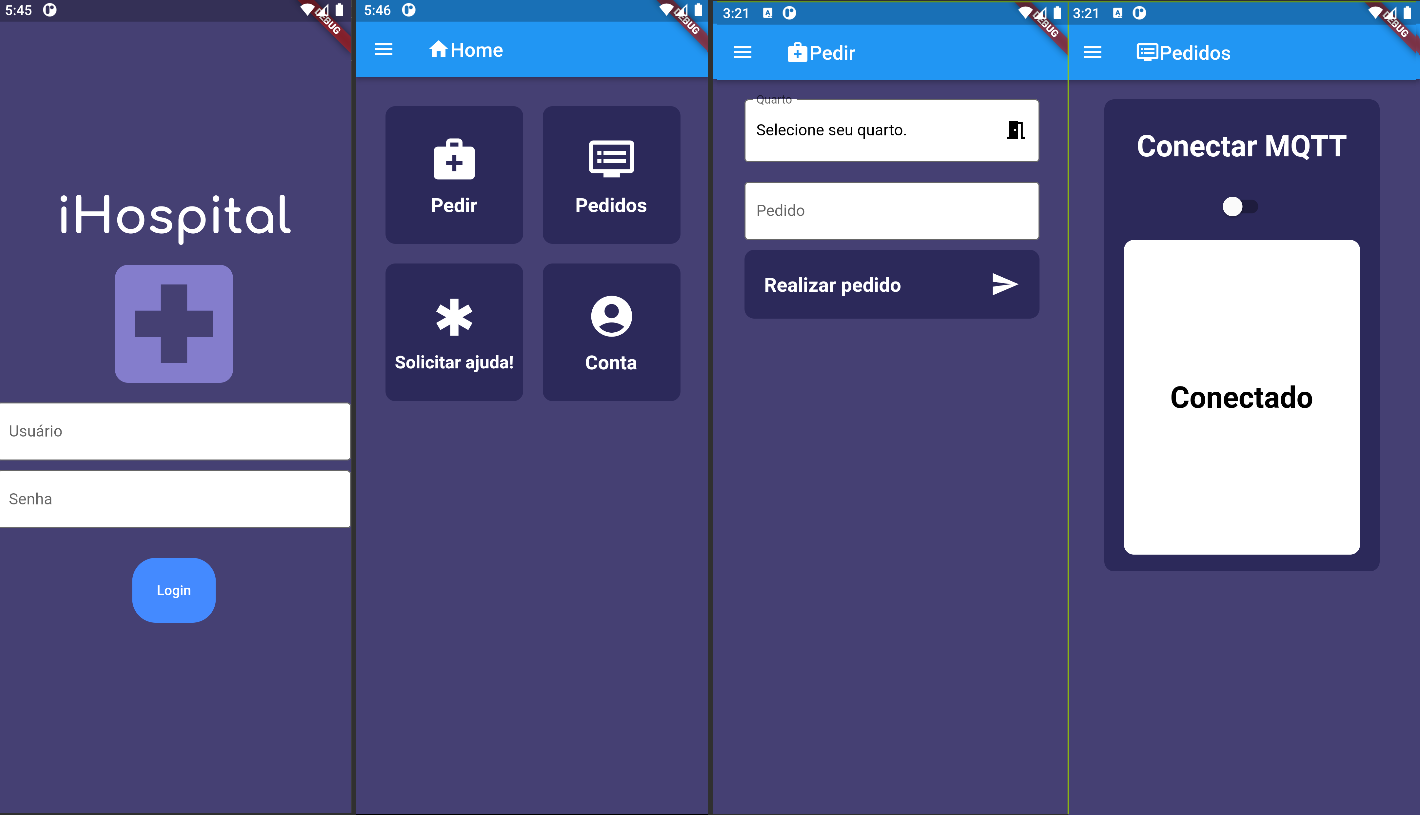 5:45
DEBUG
iHospital
Usuário
Senha
Login
5:46
DEBUG
Home
Pedir
Pedidos
Solicitar ajuda!
Conta
3:21
A
DEBUG
Pedir
Quarto
Selecione seu quarto.
Pedido
Realizar pedido
3:21
A
DEBUG
Pedidos
Conectar MQTT
Conectado